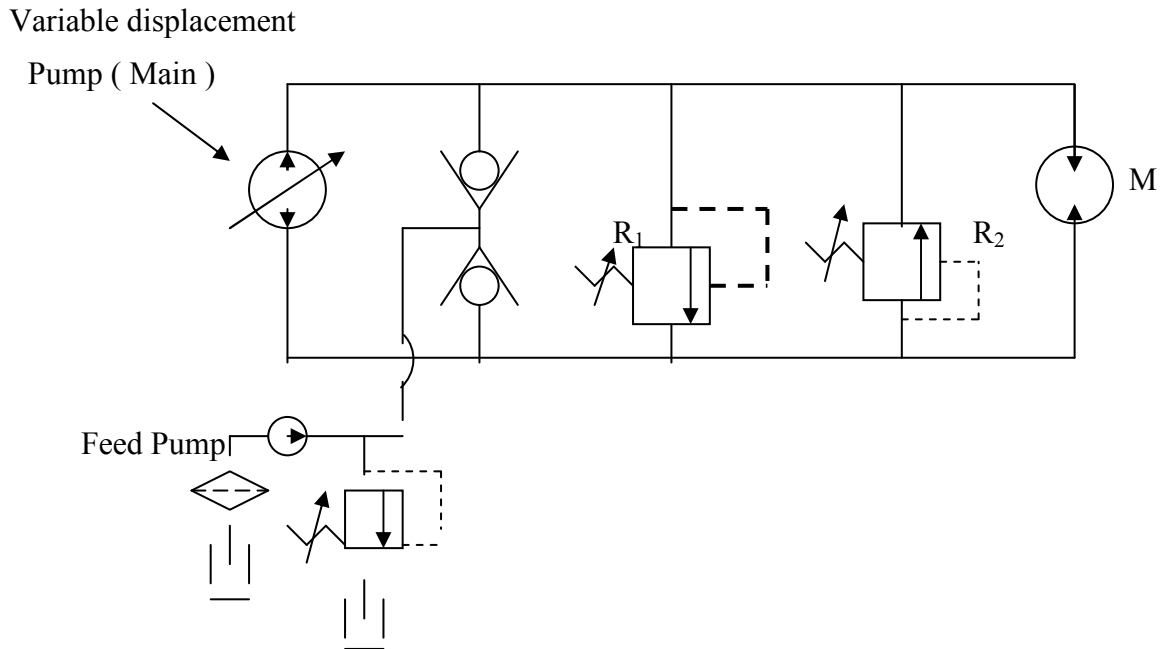 Variable displacement
Pump ( Main )
M
R1
R2
Feed Pump